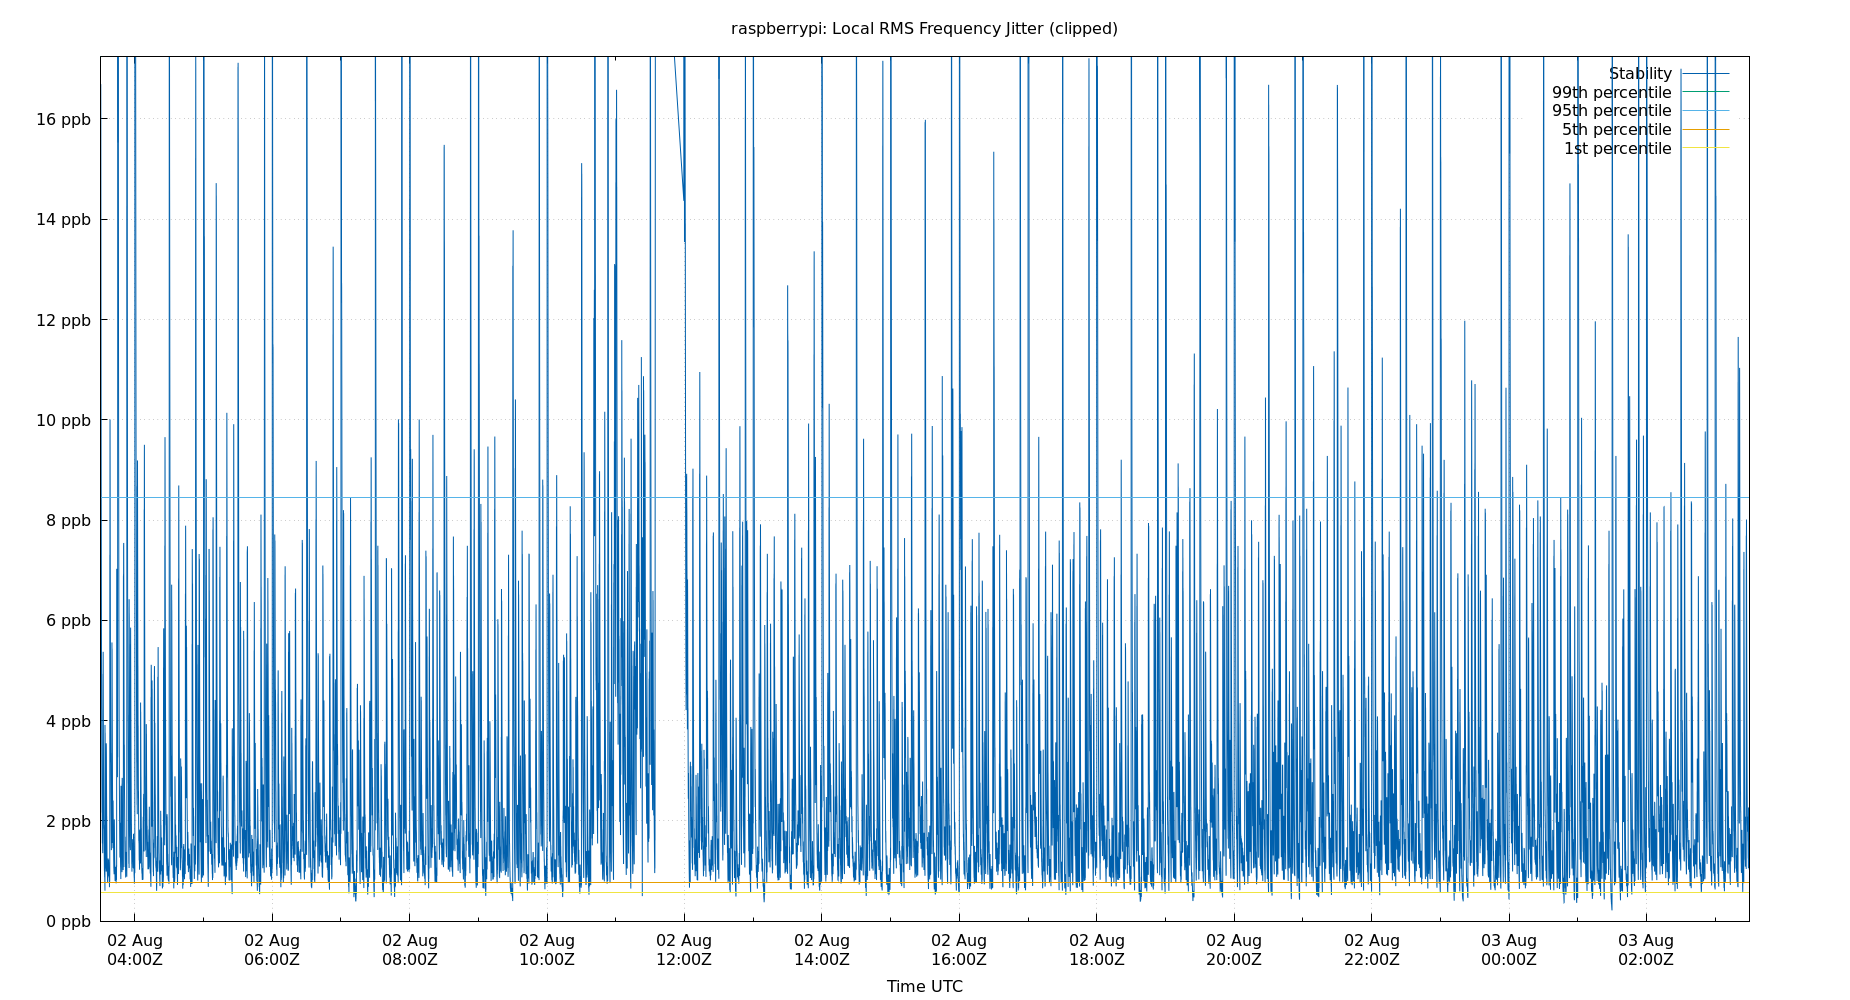 raspberrypi: Local RMS Frequency Jitter (clipped)
Stability
99th percentile
95th percentile
5th percentile
1st percentile
16 ppb
14 ppb
12 ppb
10 ppb
8 ppb
6 ppb
4 ppb
2 ppb
0 ppb
02 Aug 02 Aug 02 Aug 02 Aug 02 Aug 02 Aug 02 Aug 02 Aug 02 Aug 02 Aug 03 Aug 03 Aug
04:00Z 06:00Z 08:00Z 10:00Z 12:00Z 14:00Z 16:00Z 18:00Z 20:00Z 22:00Z 00:00Z 02:00Z
Time UTC